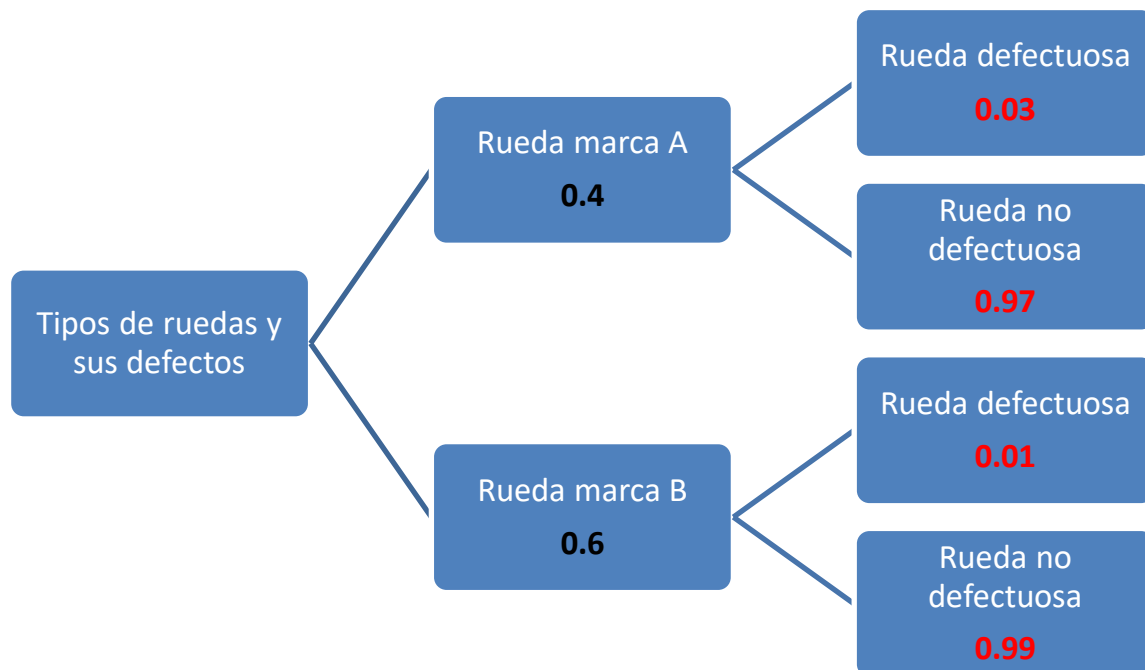 Tipos de ruedas y
sus defectos
Rueda marca A
0.4
Rueda defectuosa
0.03
Rueda no
defectuosa
0.97
Rueda marca B
0.6
Rueda defectuosa
0.01
Rueda no
defectuosa
0.99